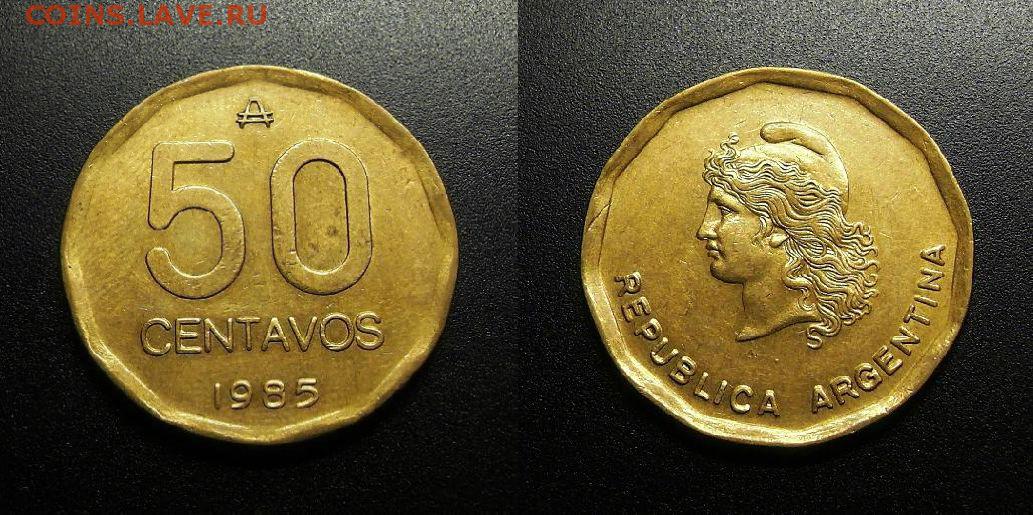 COINS.LAVE.RU
₳
50
CENTAVOS
1985
REPUBLICA ARGENTINA